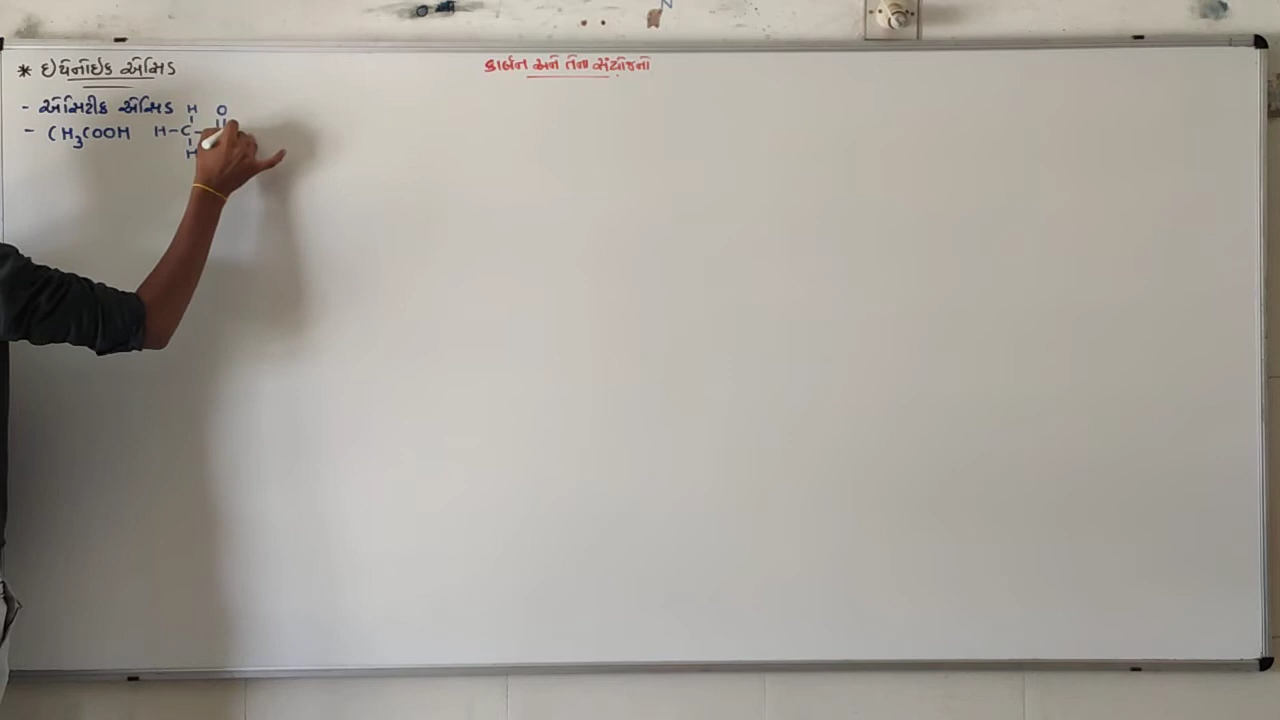 કાર્બન અને તેના સંયોજનો
* ઇથેનોઇક એસિડ
- એસિટીક એસિડ
- CH3COOH
H O
H-C-
H